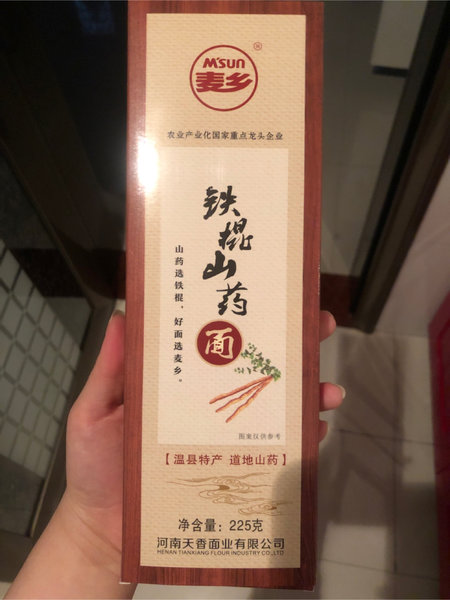 M'SUN
麦乡
®
农业产业化国家重点龙头企业
铁棍山药
面
山药选铁棍，好面选麦乡。
图案仅供参考
【温县特产 道地山药】
净含量：225克
河南天香面业有限公司
HENAN TIANXIANG FLOUR INDUSTRY CO.,LTD